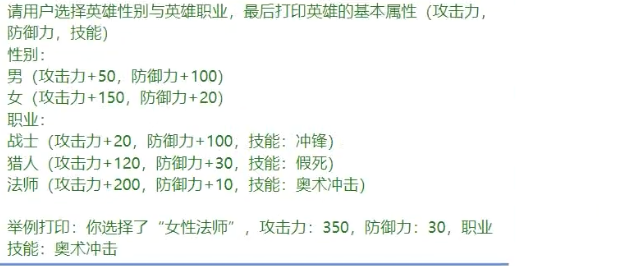 请用户选择英雄性别与英雄职业，最后打印英雄的基本属性（攻击力，
防御力，技能）
性别：
男（攻击力+50，防御力+100）
女（攻击力+150，防御力+20）
职业：
战士（攻击力+20，防御力+100，技能：冲锋）
猎人（攻击力+120，防御力+30，技能：假死）
法师（攻击力+200，防御力+10，技能：奥术冲击）
举例打印：你选择了“女性法师”，攻击力：350，防御力：30，职业
技能：奥术冲击